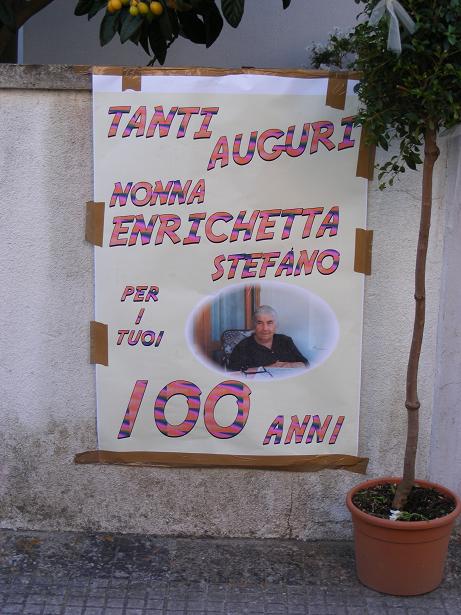 TANTI
AUGURI
NONNA
ENRICHETTA
STEFANO
PER
I
TUOI
100 ANNI